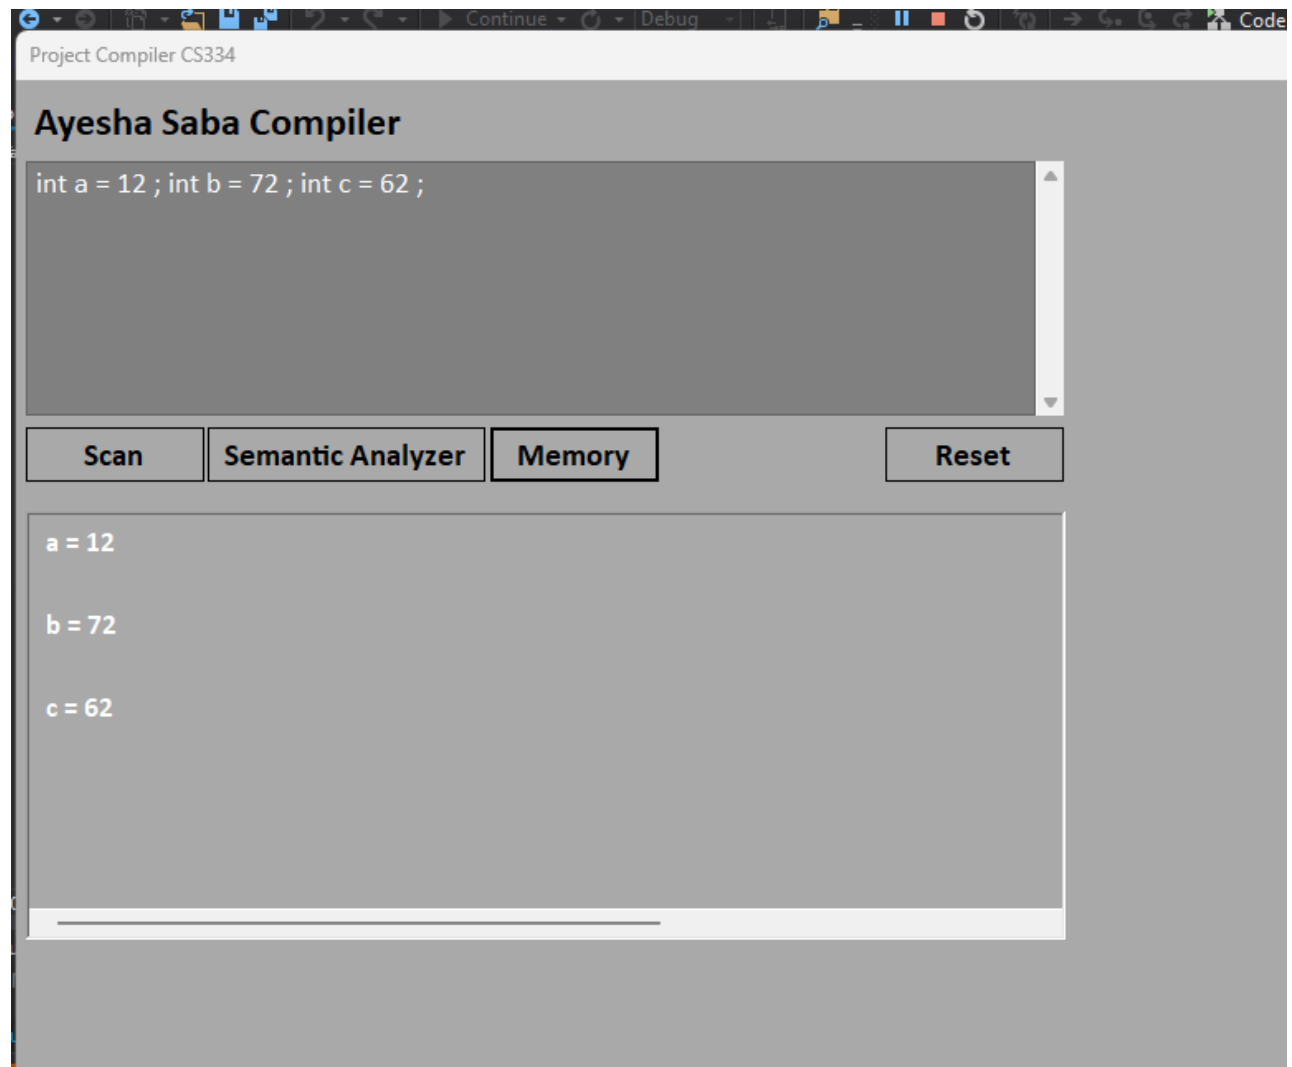 Continue Debug Code
Project Compiler CS334
Ayesha Saba Compiler
int a = 12 ; int b = 72 ; int c = 62 ;
Scan Semantic Analyzer Memory Reset
a = 12
b = 72
c = 62